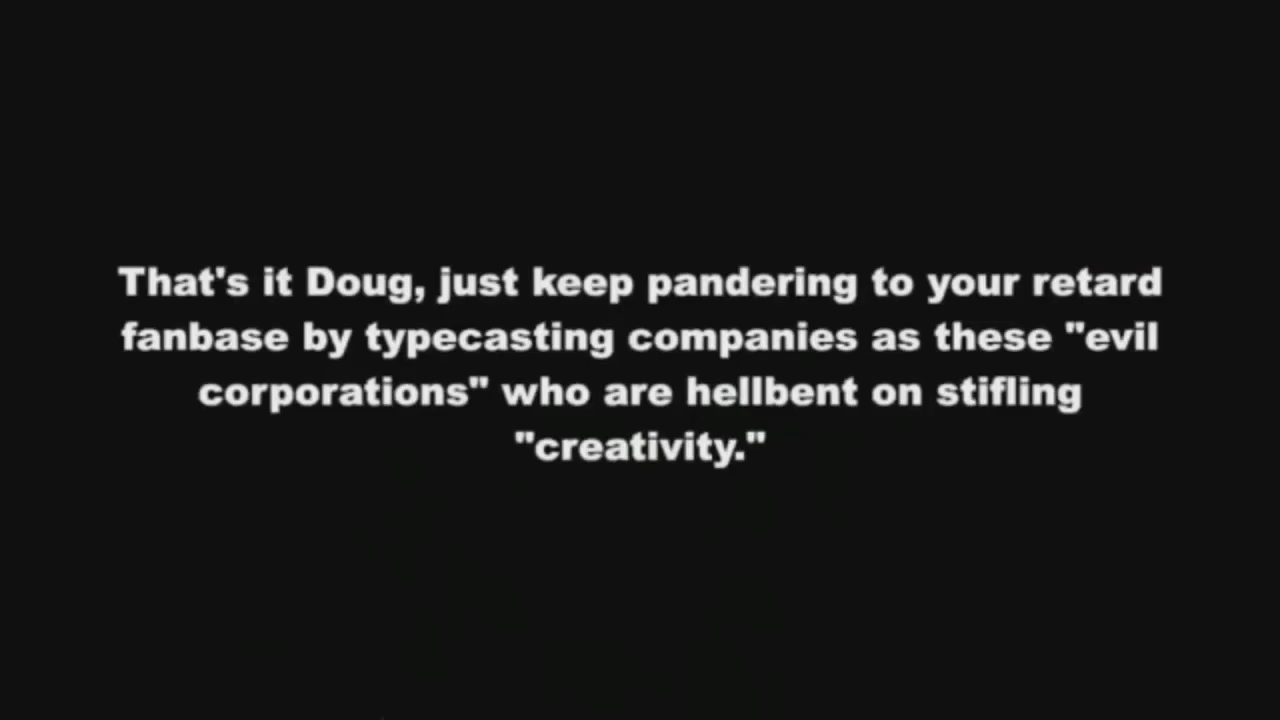 That's it Doug, just keep pandering to your retard
fanbase by typecasting companies as these "evil
corporations" who are hellbent on stifling
"creativity."